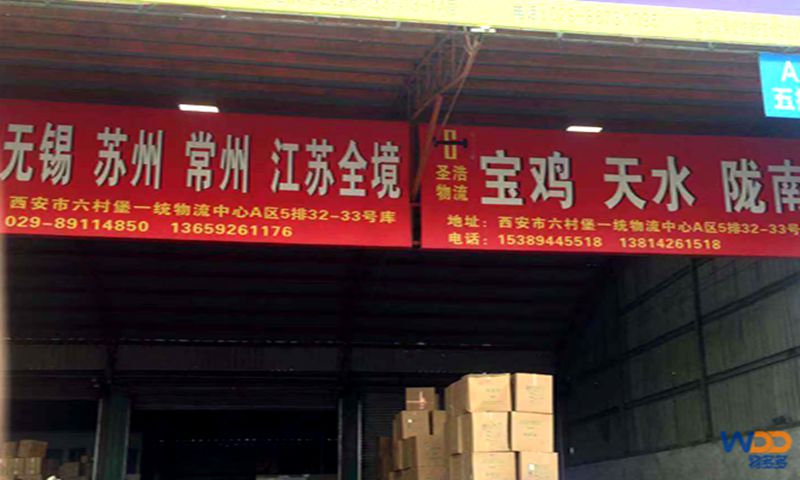 无锡 苏州 常州 江苏全境
西安市六村堡一统物流中心A区5排32-33号库
029-89114850 13659261176
圣浩
物流
宝鸡 天水 陇南
地址：西安市六村堡一统物流中心A区5排32-33号
电话：15389445518 13814261518
A
五
WDD
物多多